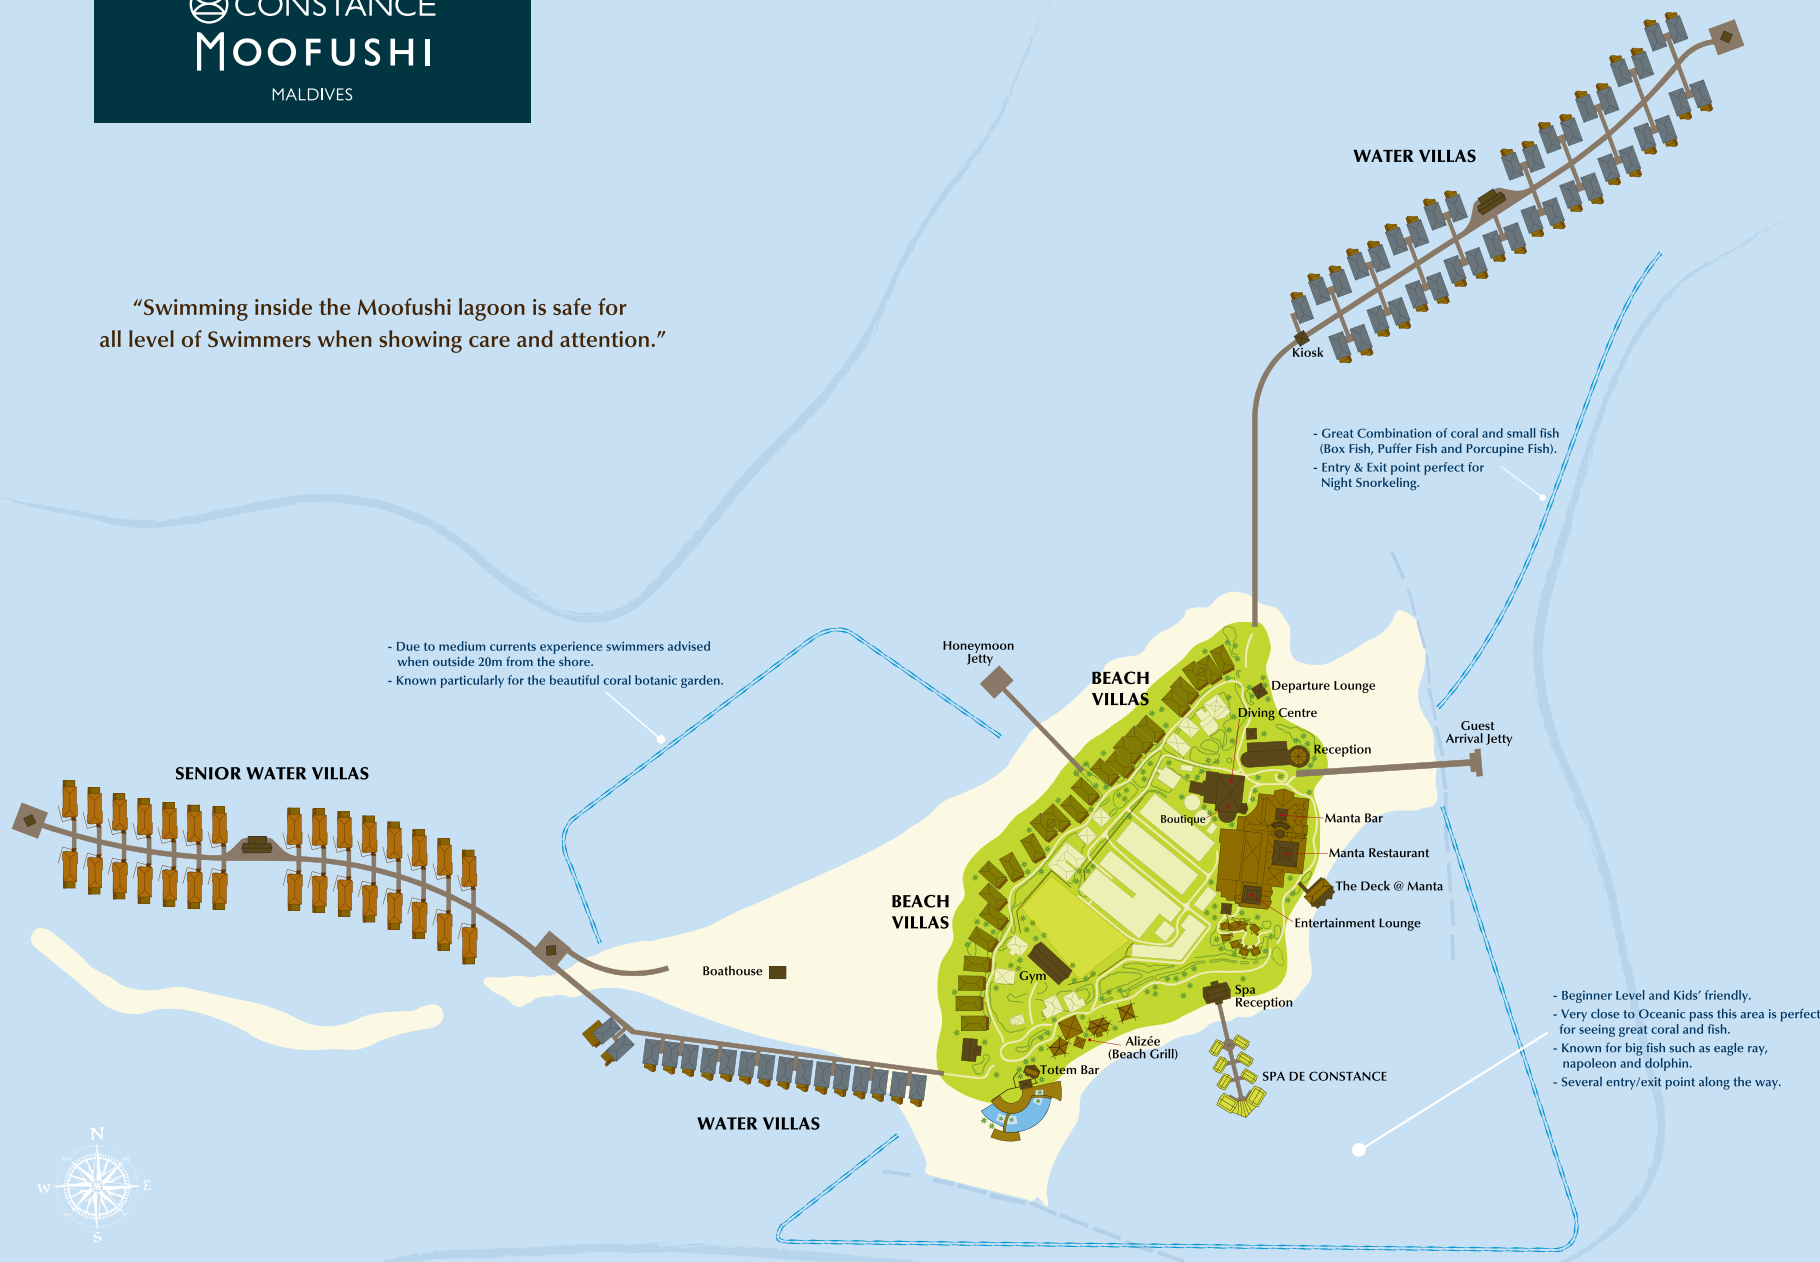 CONSTANCE
MOOFUSHI
MALDIVES
WATER VILLAS
“Swimming inside the Moofushi lagoon is safe for
all level of Swimmers when showing care and attention.”
Kiosk
- Great Combination of coral and small fish
(Box Fish, Puffer Fish and Porcupine Fish).
- Entry & Exit point perfect for
Night Snorkeling.
- Due to medium currents experience swimmers advised
when outside 20m from the shore.
- Known particularly for the beautiful coral botanic garden.
Honeymoon
Jetty
BEACH
VILLAS
Departure Lounge
Diving Centre
Guest
Arrival Jetty
Reception
SENIOR WATER VILLAS
Boutique
Manta Bar
Manta Restaurant
The Deck @ Manta
BEACH
VILLAS
Entertainment Lounge
Boathouse
Gym
Spa
Reception
- Beginner Level and Kids’ friendly.
- Very close to Oceanic pass this area is perfect
for seeing great coral and fish.
- Known for big fish such as eagle ray,
napoleon and dolphin.
- Several entry/exit point along the way.
Alizée
(Beach Grill)
Totem Bar
SPA DE CONSTANCE
WATER VILLAS
N
W
E
S